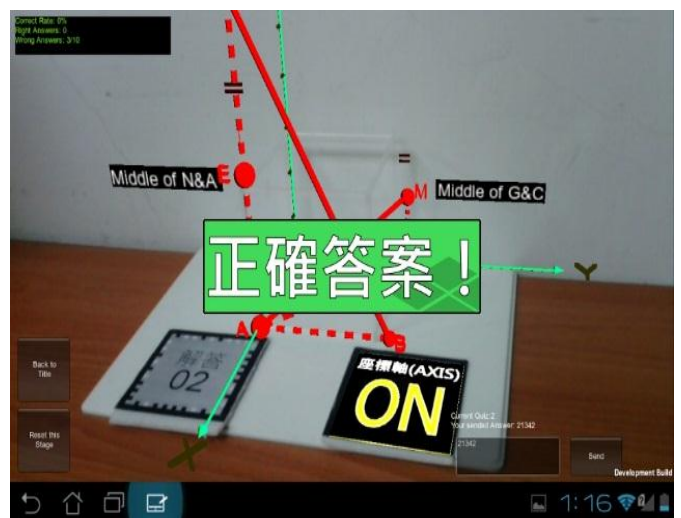 Correct Rate: 0%
Right Answers: 0
Wrong Answers: 3/10
E
Middle of N&A
M
Middle of G&C
正確答案！
Y
A
B
解答
02
座標軸(AXIS)
ON
X
Back to
Title
Reset this
Stage
Current Quiz:2
Your sended Answer: 21342
21342
Send
Development Build
1:16